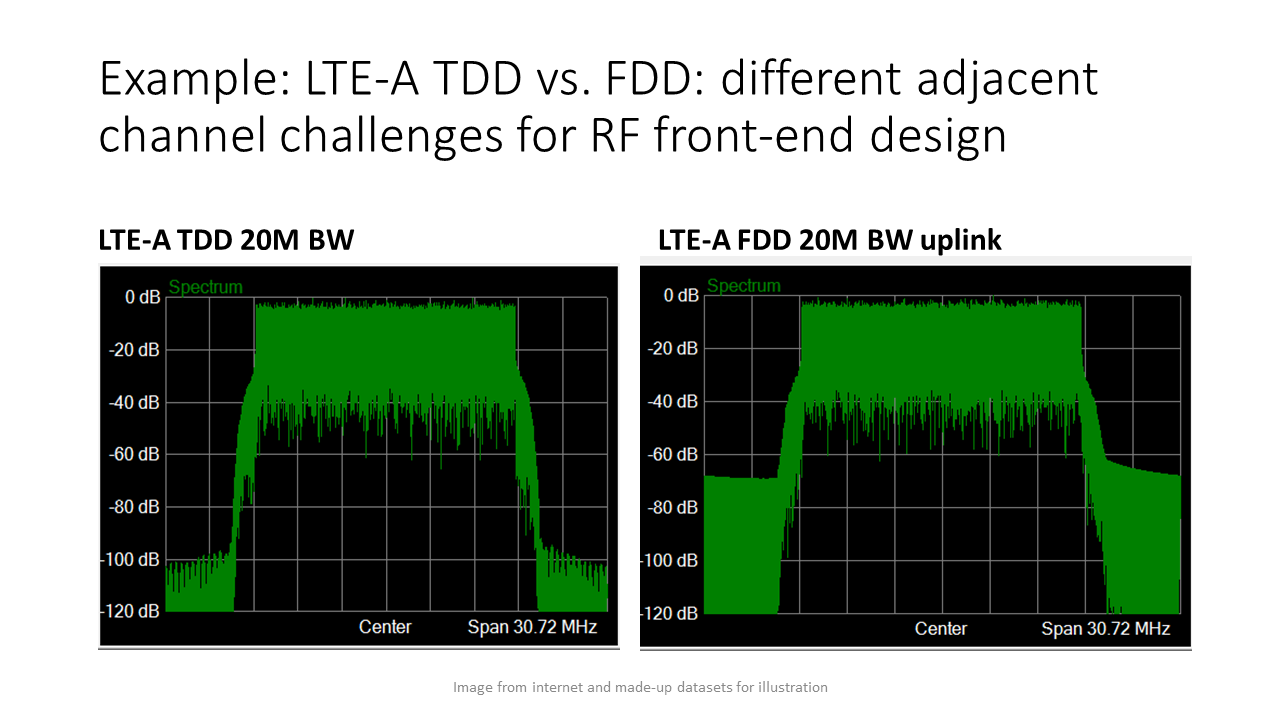 Example: LTE-A TDD vs. FDD: different adjacent
channel challenges for RF front-end design
LTE-A TDD 20M BW
Spectrum
0 dB
-20 dB
-40 dB
-60 dB
-80 dB
-100 dB
-120 dB
Center
Span 30.72 MHz
LTE-A FDD 20M BW uplink
Spectrum
0 dB
-20 dB
-40 dB
-60 dB
-80 dB
-100 dB
-120 dB
Center
Span 30.72 MHz
Image from internet and made-up datasets for illustration